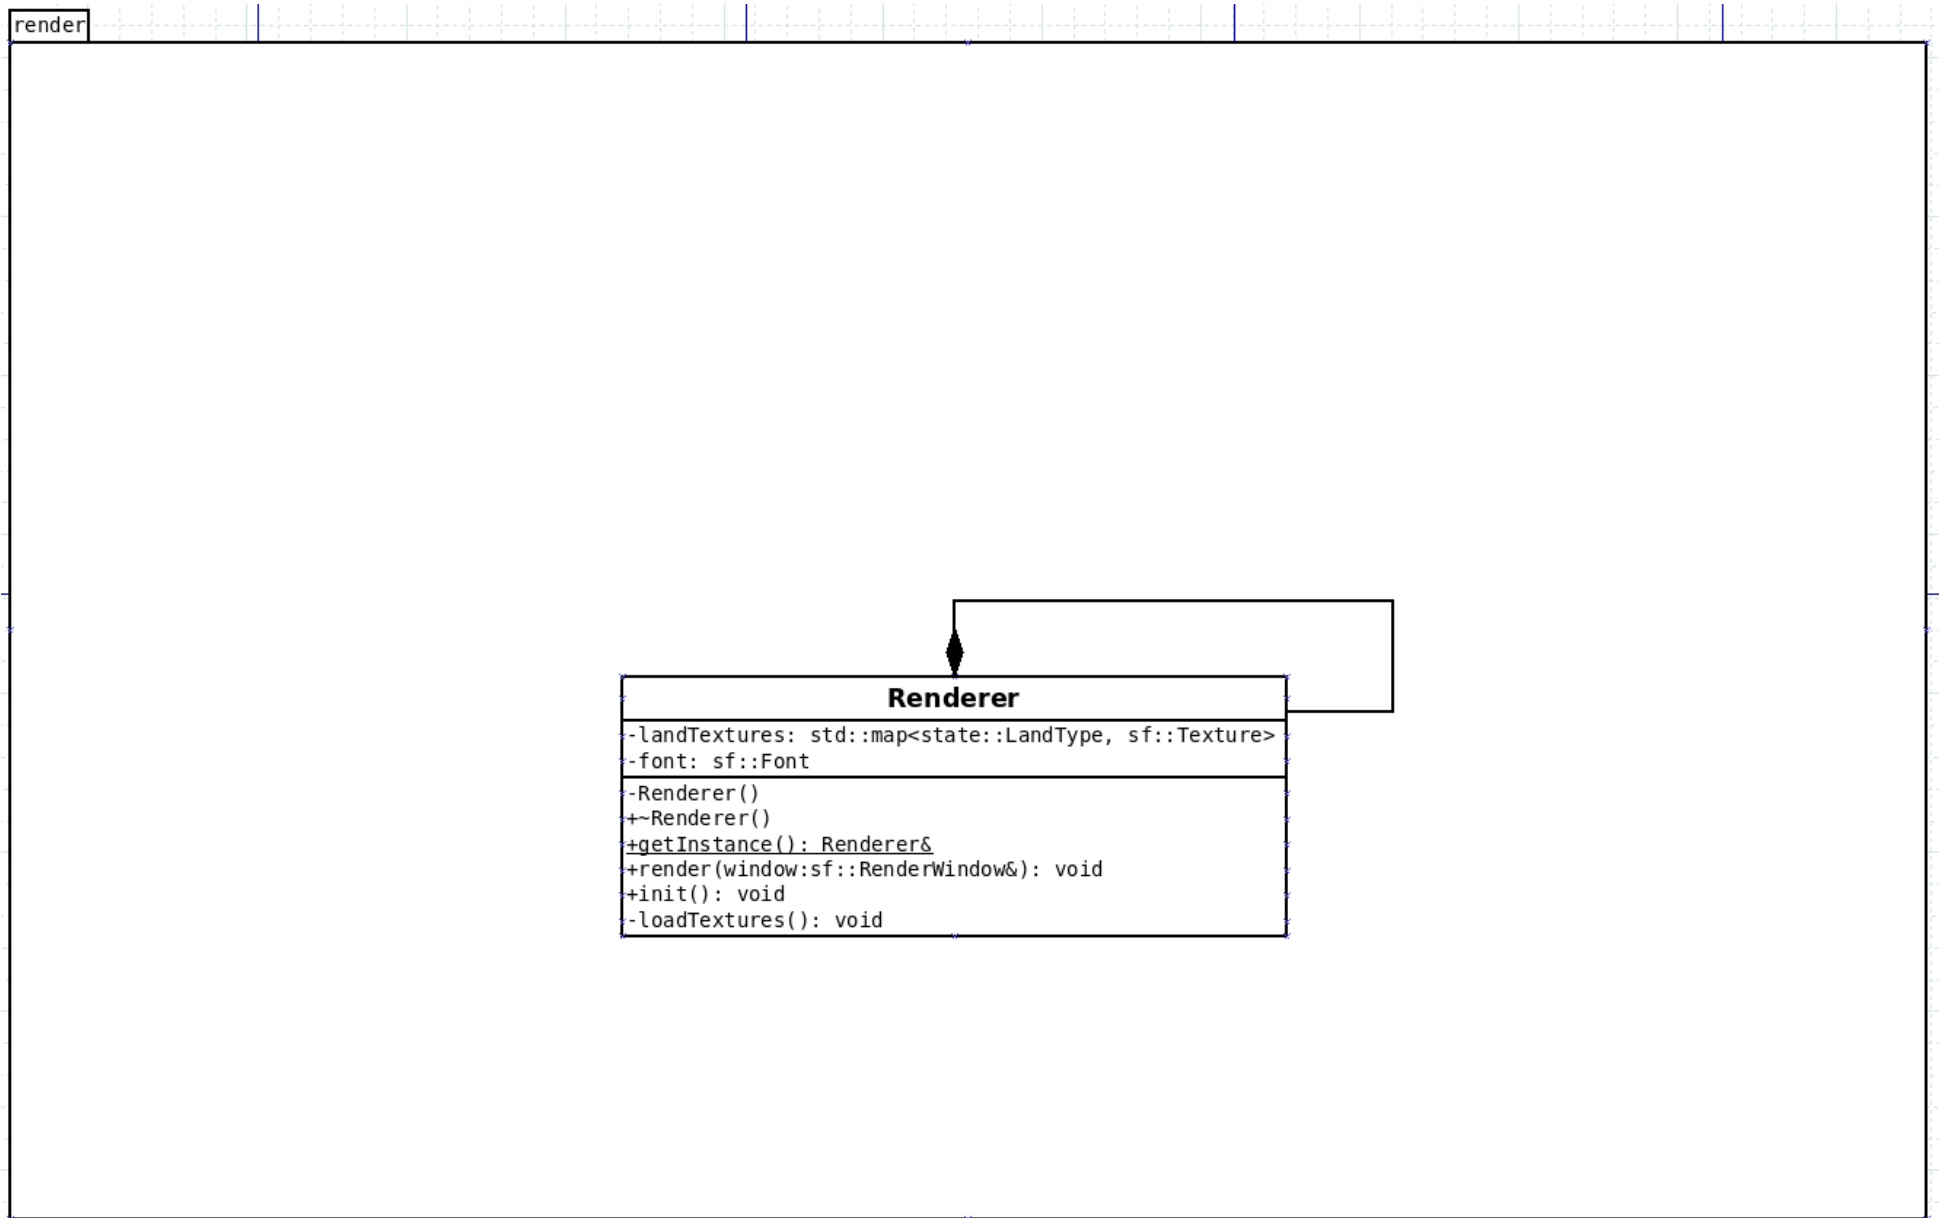 render
Renderer
-landTextures: std::map<state::LandType, sf::Texture>
-font: sf::Font
-Renderer()
+~Renderer()
+getInstance(): Renderer&
+render(window:sf::RenderWindow&): void
+init(): void
-loadTextures(): void